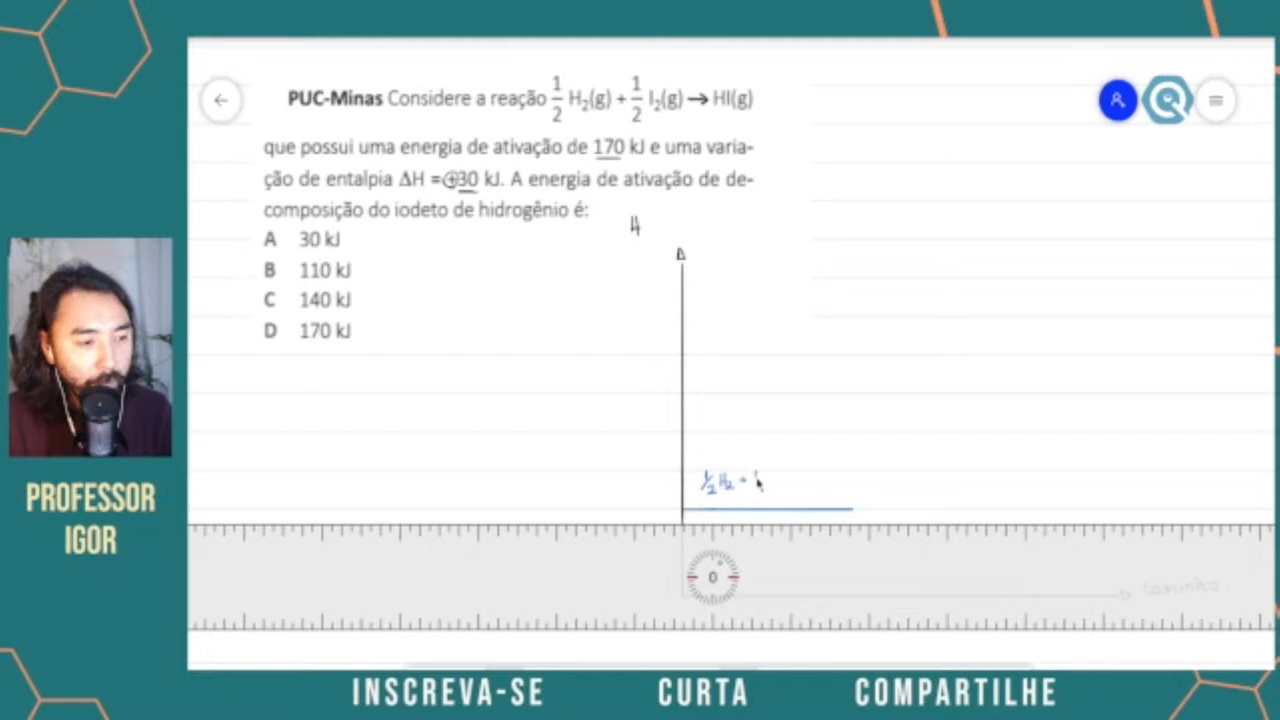 PUC-Minas Considere a reação 1/2 H₂(g) + 1/2 I₂(g) → HI(g)
que possui uma energia de ativação de 170 kJ e uma varia-
ção de entalpia ΔH = +30 kJ. A energia de ativação de de-
composição do iodeto de hidrogênio é:
A 30 kJ
B 110 kJ
C 140 kJ
D 170 kJ
H
1/2 H₂ +
0
caminho
PROFESSOR
IGOR
INSCREVA-SE CURTA COMPARTILHE